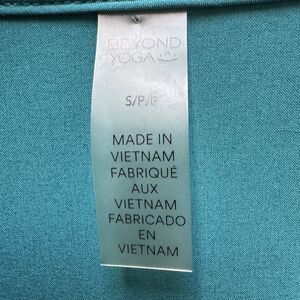 BEYOND
YOGA
S/P/P
MADE IN
VIETNAM
FABRIQUÉ
AUX
VIETNAM
FABRICADO
EN
VIETNAM